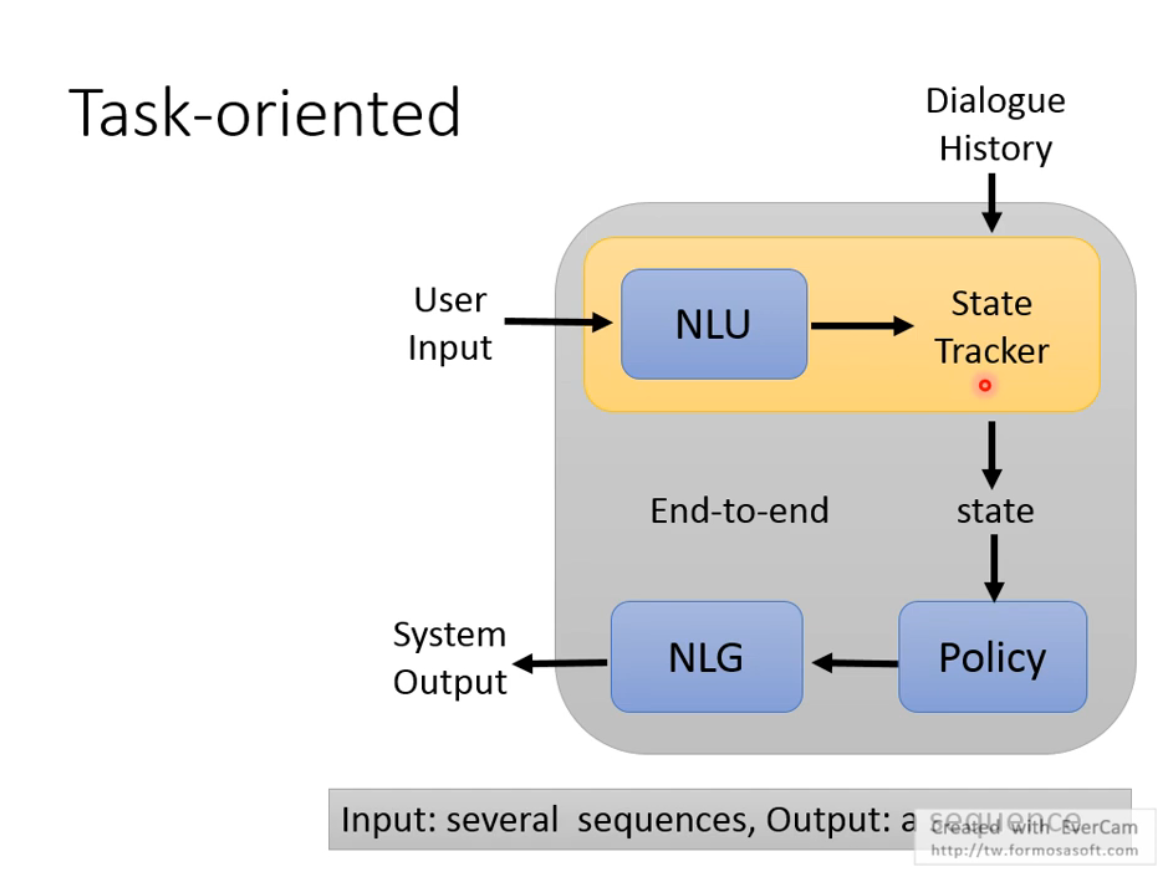 Task-oriented
Dialogue
History
User
Input
NLU
State
Tracker
End-to-end
state
System
Output
NLG
Policy
Input: several sequences, Output: a sequence
Created with EverCam
http://tw.formosasoft.com